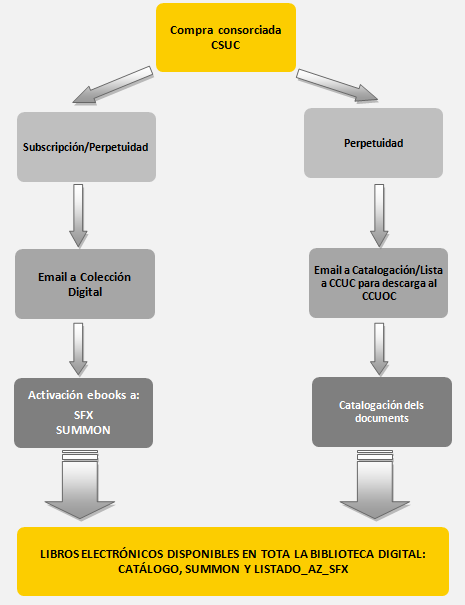 Compra consorciada
CSUC
Subscripción/Perpetuidad
Perpetuidad
Email a Colección
Digital
Email a Catalogación/Lista
a CCUC para descarga al
CCUOC
Activación ebooks a:
SFX
SUMMON
Catalogación dels
documents
LIBROS ELECTRÓNICOS DISPONIBLES EN TOTA LA BIBLIOTECA DIGITAL:
CATÁLOGO, SUMMON Y LISTADO_AZ_SFX